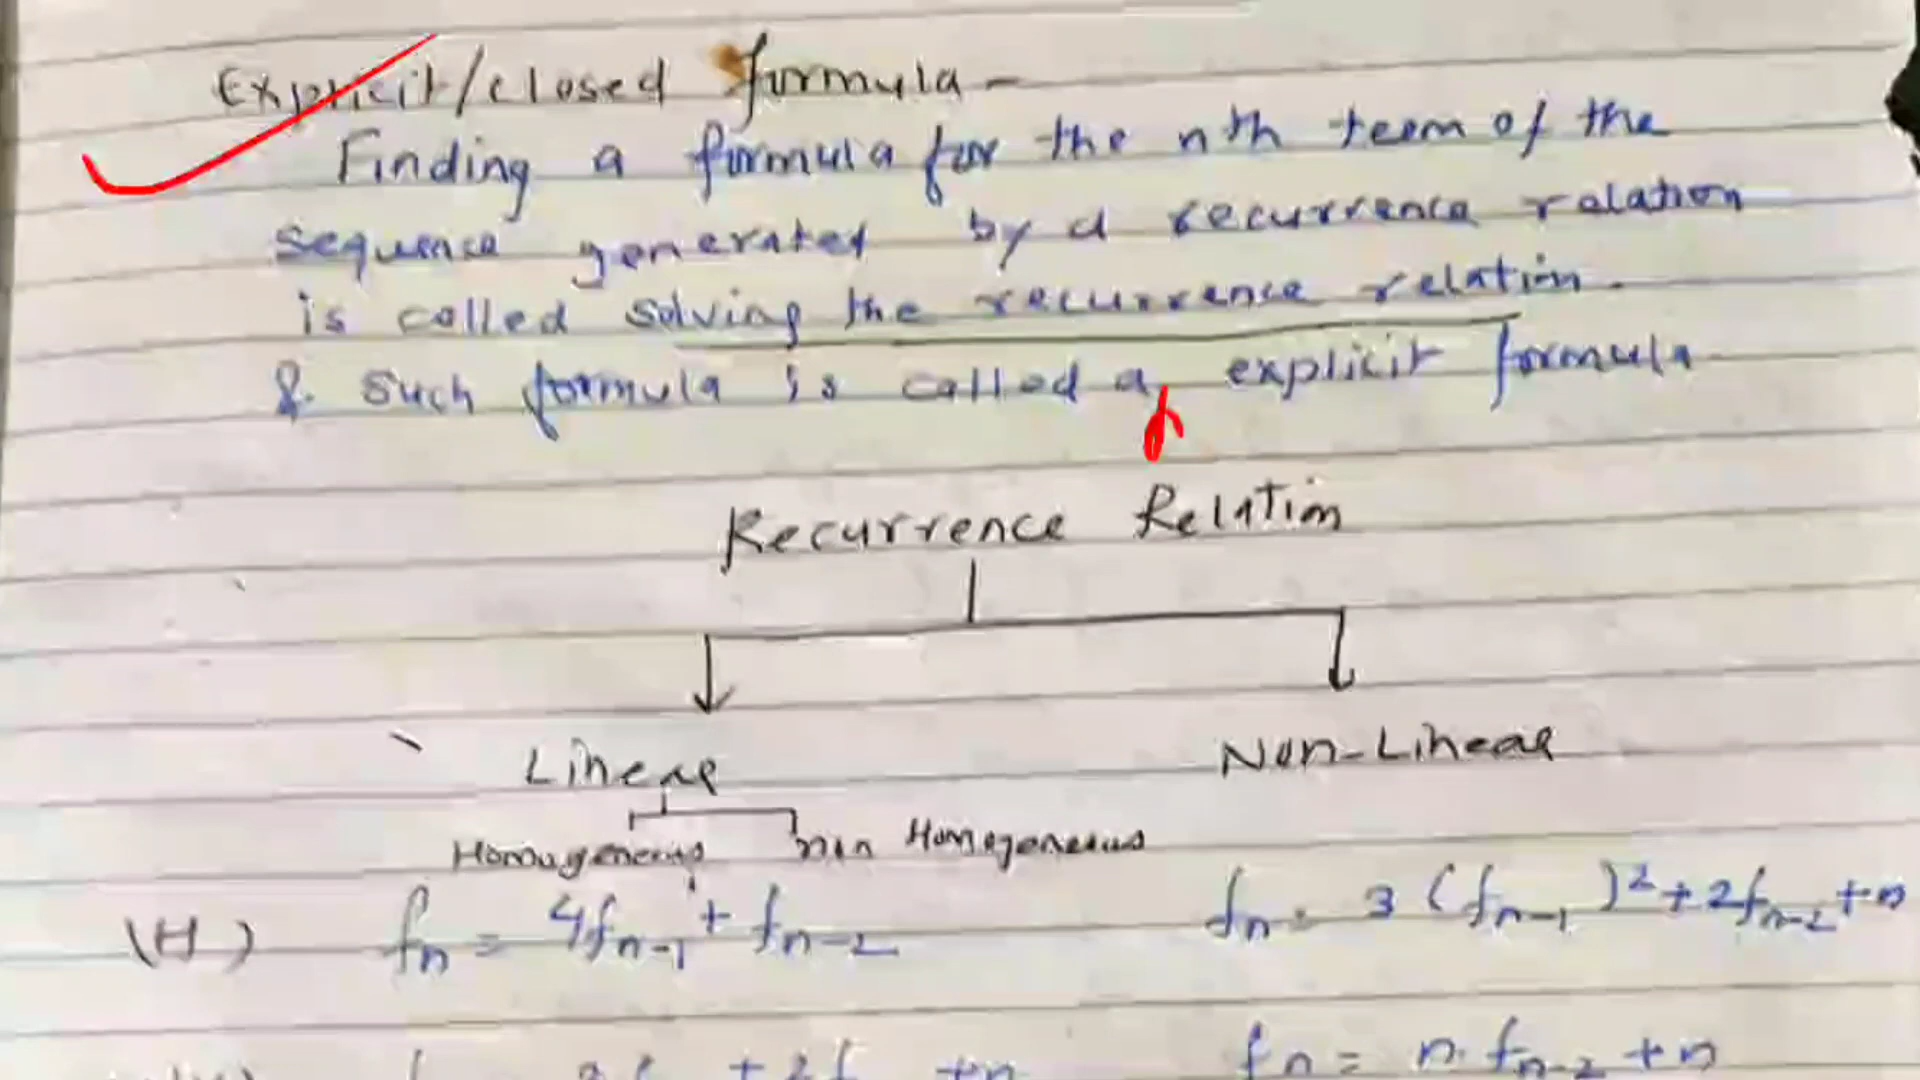 Explicit/closed formula -
Finding a formula for the nth term of the
sequence generated by a recurrence relation
is called solving the recurrence relation.
& such formula is called a explicit formula
Recurrence Relation
Linear Non-Linear
Homogeneous non Homogeneous
(H) fn = 4fn-1 + fn-2 fn = 3 (fn-1)² + 2fn-2 + n
+ 2f +n fn = n. fn-2 + n